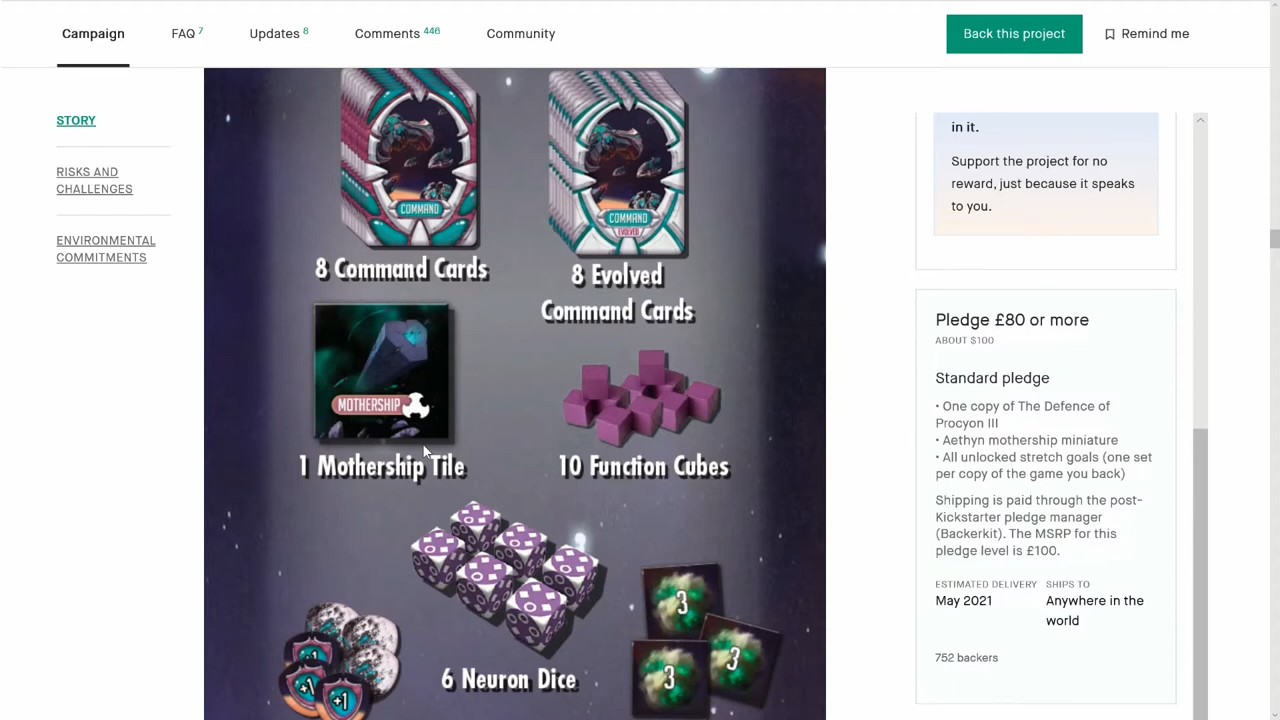 Campaign
FAQ 7
Updates 8
Comments 446
Community
Back this project
Remind me
STORY
RISKS AND
CHALLENGES
ENVIRONMENTAL
COMMITMENTS
COMMAND
8 Command Cards
COMMAND
EVOLVED
8 Evolved
Command Cards
MOTHERSHIP
1 Mothership Tile
10 Function Cubes
6 Neuron Dice
+1
+1
+1
3
3
3
in it.
Support the project for no
reward, just because it speaks
to you.
Pledge £80 or more
ABOUT $100
Standard pledge
• One copy of The Defence of
Procyon III
• Aethyn mothership miniature
• All unlocked stretch goals (one set
per copy of the game you back)
Shipping is paid through the post-
Kickstarter pledge manager
(Backerkit). The MSRP for this
pledge level is £100.
ESTIMATED DELIVERY
May 2021
SHIPS TO
Anywhere in the
world
752 backers